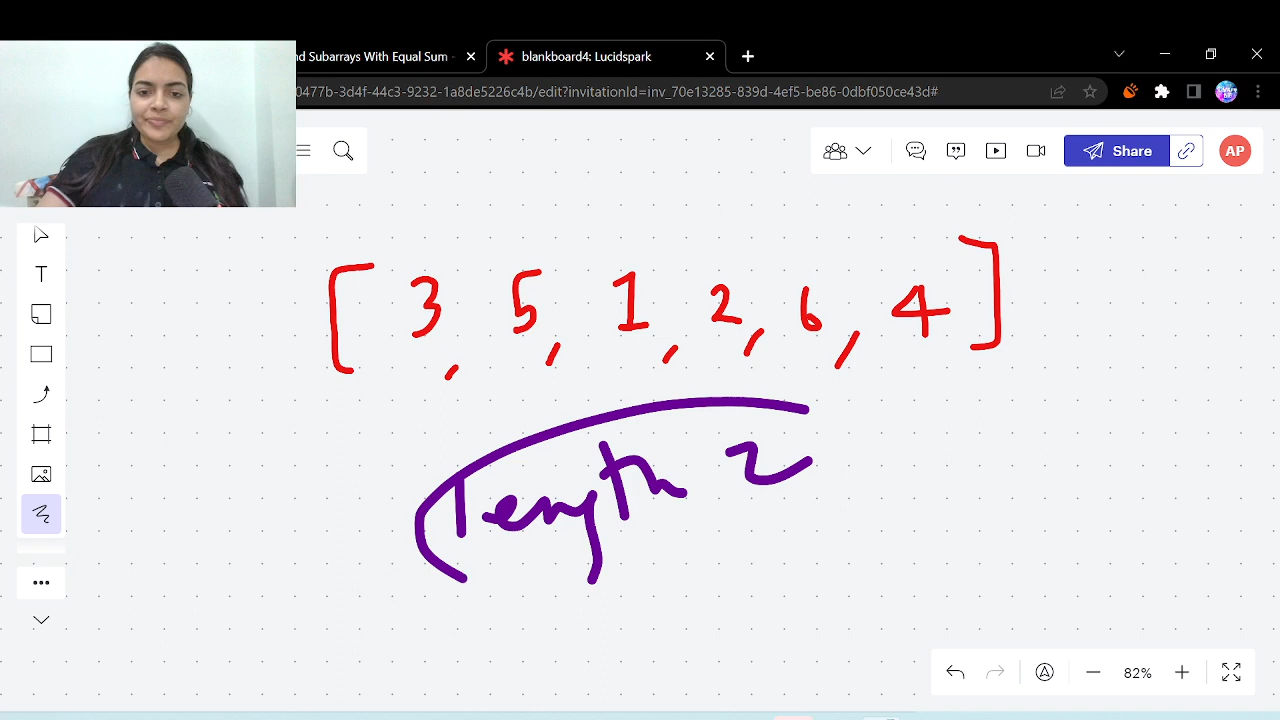 nd Subarrays With Equal Sum -
blankboard4: Lucidspark
0477b-3d4f-44c3-9232-1a8de5226c4b/edit?invitationId=inv_70e13285-839d-4ef5-be86-0dbf050ce43d#
Share
AP
T
[ 3, 5, 1, 2, 6, 4 ]
length 2
82%